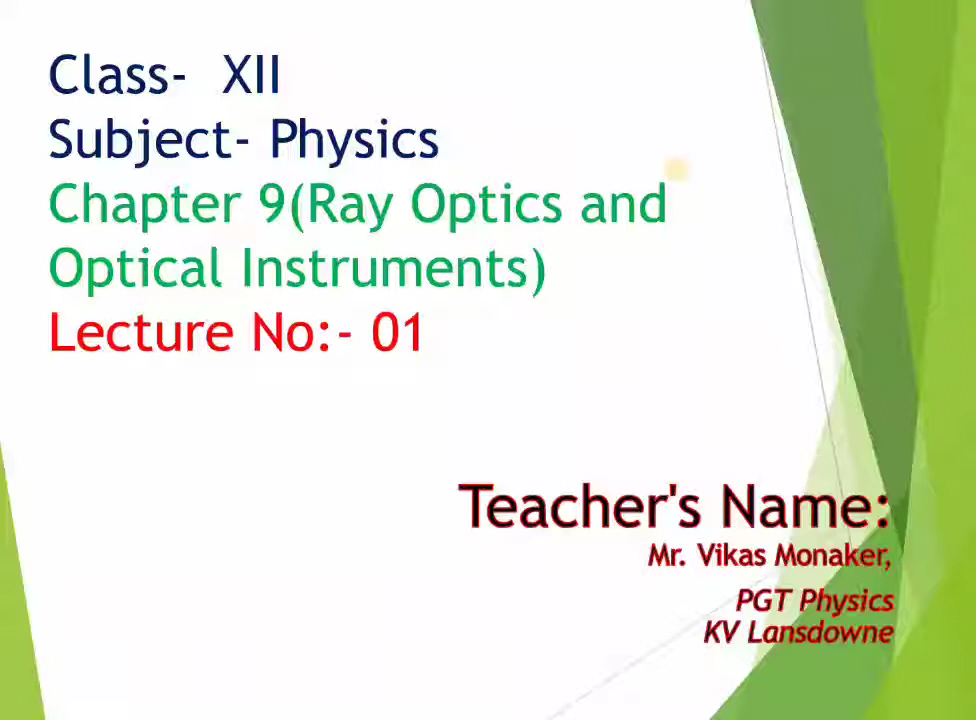 Class- XII
Subject- Physics
Chapter 9(Ray Optics and
Optical Instruments)
Lecture No:- 01
Teacher's Name:
Mr. Vikas Monaker,
PGT Physics
KV Lansdowne